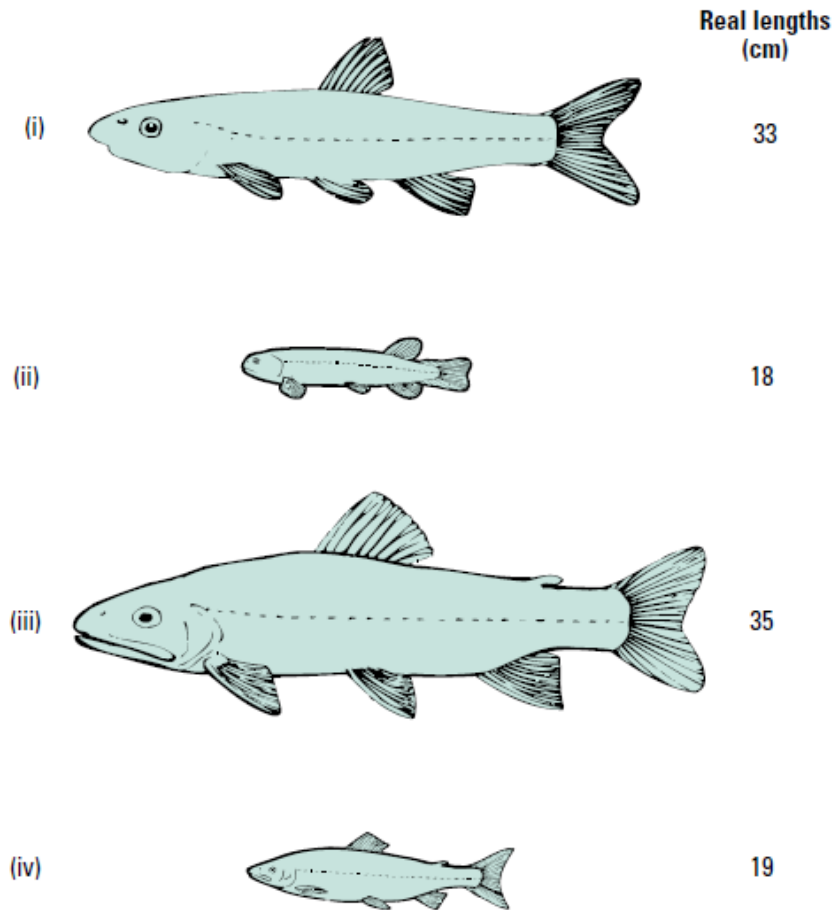 Real lengths
(cm)
(i) 33
(ii) 18
(iii) 35
(iv) 19